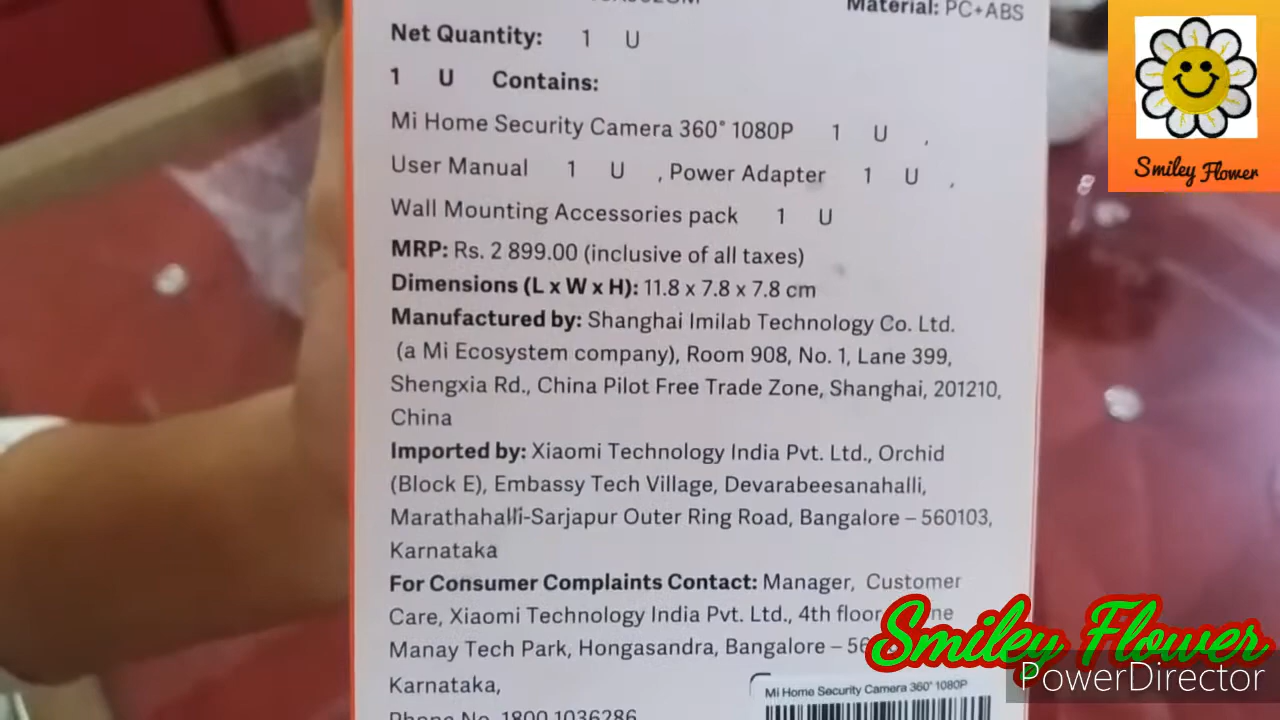 Material: PC+ABS
Net Quantity: 1 U
1 U Contains:
Mi Home Security Camera 360° 1080P 1 U ,
User Manual 1 U , Power Adapter 1 U ,
Wall Mounting Accessories pack 1 U
MRP: Rs. 2 899.00 (inclusive of all taxes)
Dimensions (L x W x H): 11.8 x 7.8 x 7.8 cm
Manufactured by: Shanghai Imilab Technology Co. Ltd.
(a Mi Ecosystem company), Room 908, No. 1, Lane 399,
Shengxia Rd., China Pilot Free Trade Zone, Shanghai, 201210,
China
Imported by: Xiaomi Technology India Pvt. Ltd., Orchid
(Block E), Embassy Tech Village, Devarabeesanahalli,
Marathahalli-Sarjapur Outer Ring Road, Bangalore – 560103,
Karnataka
For Consumer Complaints Contact: Manager, Customer
Care, Xiaomi Technology India Pvt. Ltd., 4th floor
Manay Tech Park, Hongasandra, Bangalore –
Karnataka,
Phone No. 1800 1036286
Mi Home Security Camera 360° 1080P
Smiley Flower
Smiley Flower
PowerDirector